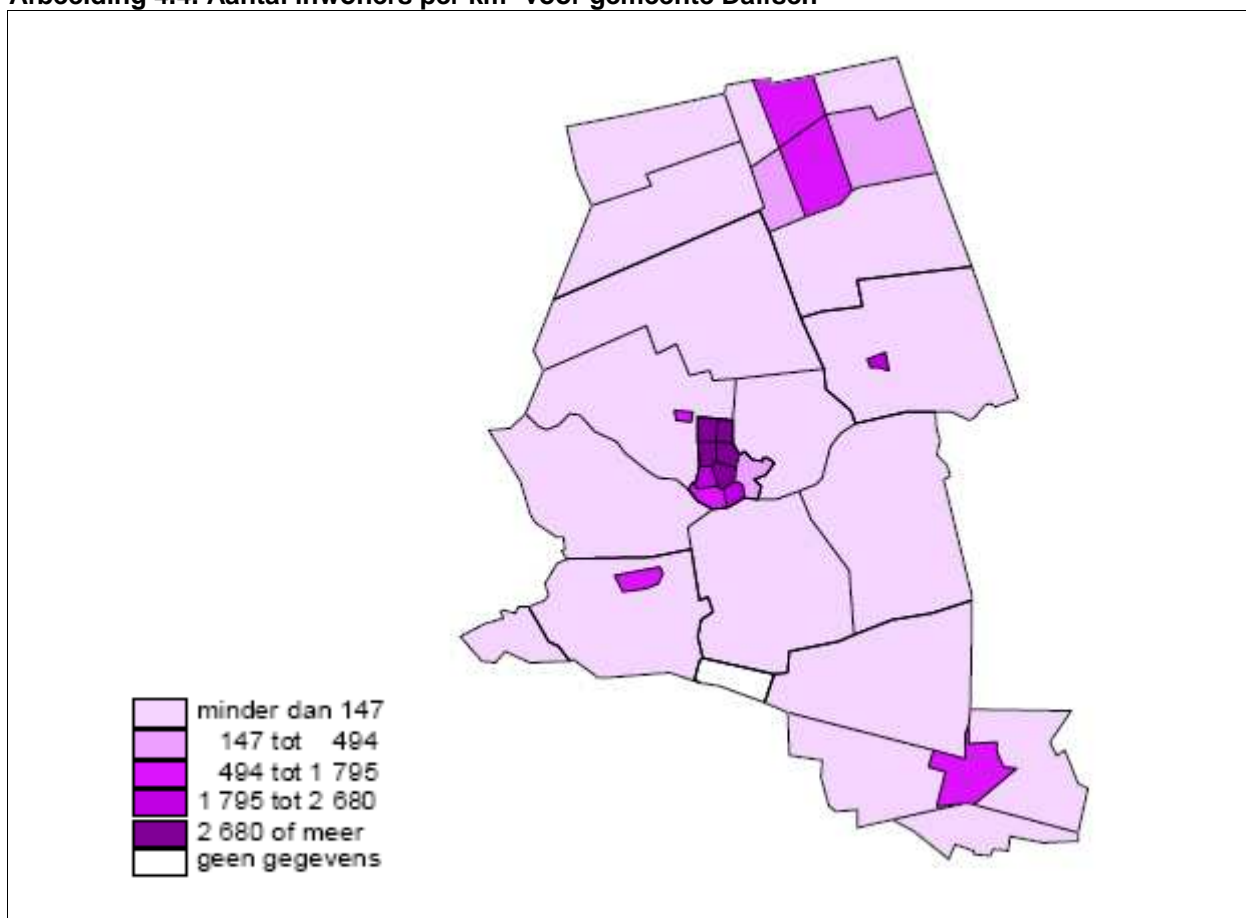 Afbeelding 4.4: Aantal inwoners per km² voor gemeente Dalfsen
minder dan 147
147 tot 494
494 tot 1 795
1 795 tot 2 680
2 680 of meer
geen gegevens